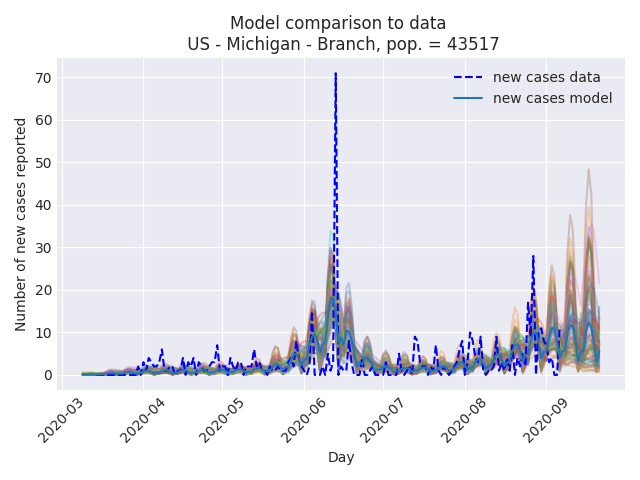 Model comparison to data
US - Michigan - Branch, pop. = 43517
new cases data
new cases model
Number of new cases reported
70
60
50
40
30
20
10
0
2020-03
2020-04
2020-05
2020-06
2020-07
2020-08
2020-09
Day